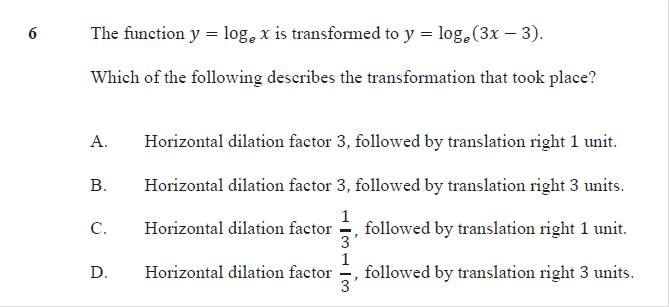 6 The function y = logₑ x is transformed to y = logₑ(3x − 3).
Which of the following describes the transformation that took place?
A. Horizontal dilation factor 3, followed by translation right 1 unit.
B. Horizontal dilation factor 3, followed by translation right 3 units.
C. Horizontal dilation factor 1/3, followed by translation right 1 unit.
D. Horizontal dilation factor 1/3, followed by translation right 3 units.